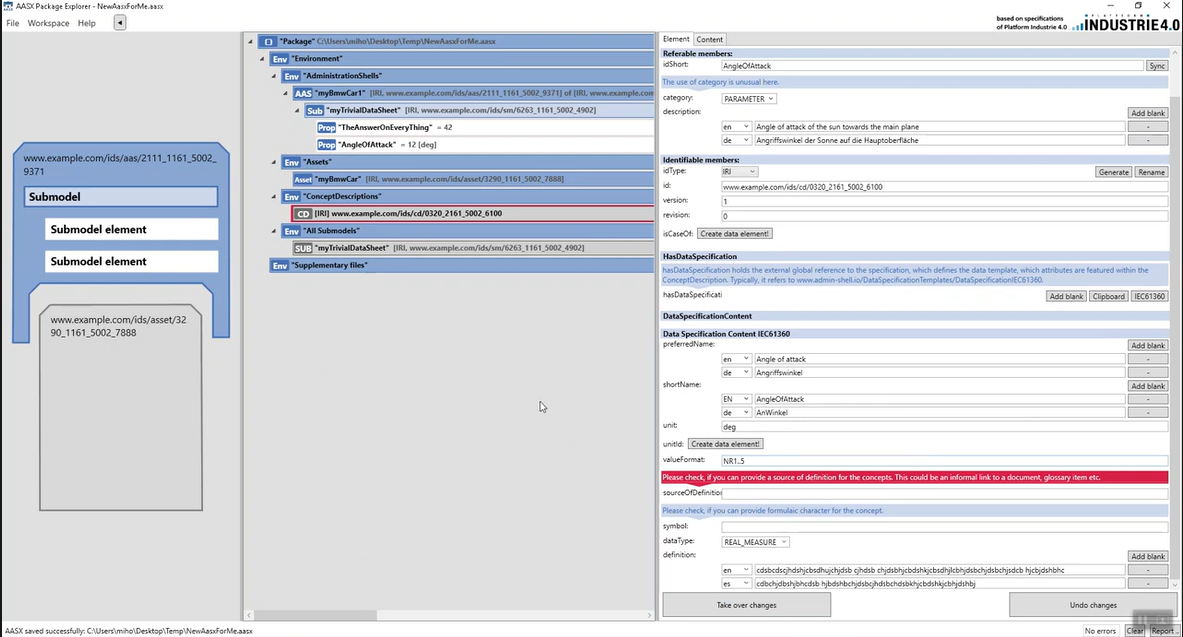 AASX Package Explorer - NewAasxForMe.aasx
File Workspace Help
based on specifications
of Platform Industrie 4.0
PLATTFORM
INDUSTRIE4.0
www.example.com/ids/aas/2111_1161_5002_
9371
Submodel
Submodel element
Submodel element
www.example.com/ids/asset/32
90_1161_5002_7888
"Package" C:\Users\miho\Desktop\Temp\NewAasxForMe.aasx
Env "Environment"
Env "AdministrationShells"
AAS "myBmwCar1" [IRI, www.example.com/ids/aas/2111_1161_5002_9371] of [IRI, www.example.com
Sub "myTrivialDataSheet" [IRI, www.example.com/ids/sm/6263_1161_5002_4902]
Prop "TheAnswerOnEveryThing" = 42
Prop "AngleOfAttack" = 12 [deg]
Env "Assets"
Asset "myBmwCar" [IRI, www.example.com/ids/asset/3290_1161_5002_7888]
Env "ConceptDescriptions"
CD [IRI] www.example.com/ids/cd/0320_2161_5002_6100
Env "All Submodels"
SUB "myTrivialDataSheet" [IRI, www.example.com/ids/sm/6263_1161_5002_4902]
Env "Supplementary files"
Element Content
Referable members:
idShort: AngleOfAttack Sync
The use of category is unusual here.
category: PARAMETER
description: Add blank
en Angle of attack of the sun towards the main plane -
de Angriffswinkel der Sonne auf die Hauptoberfläche -
Identifiable members:
idType: IRI Generate Rename
id: www.example.com/ids/cd/0320_2161_5002_6100
version: 1
revision: 0
isCaseOf: Create data element!
HasDataSpecification
hasDataSpecification holds the external global reference to the specification, which defines the data template, which attributes are featured within the
ConceptDescription. Typically, it refers to www.admin-shell.io/DataSpecificationTemplates/DataSpecificationIEC61360.
hasDataSpecificati Add blank Clipboard IEC61360
DataSpecificationContent
Data Specification Content IEC61360
preferredName: Add blank
en Angle of attack -
de Angriffswinkel -
shortName: Add blank
EN AngleOfAttack -
de AnWinkel -
unit: deg
unitId: Create data element!
valueFormat: NR1..5
Please check, if you can provide a source of definition for the concepts. This could be an informal link to a document, glossary item etc.
sourceOfDefinition
Please check, if you can provide formulaic character for the concept.
symbol:
dataType: REAL_MEASURE
definition: Add blank
en -
es -
Take over changes Undo changes
AASX saved successfully: C:\Users\miho\Desktop\Temp\NewAasxForMe.aasx
No errors Clear Report..